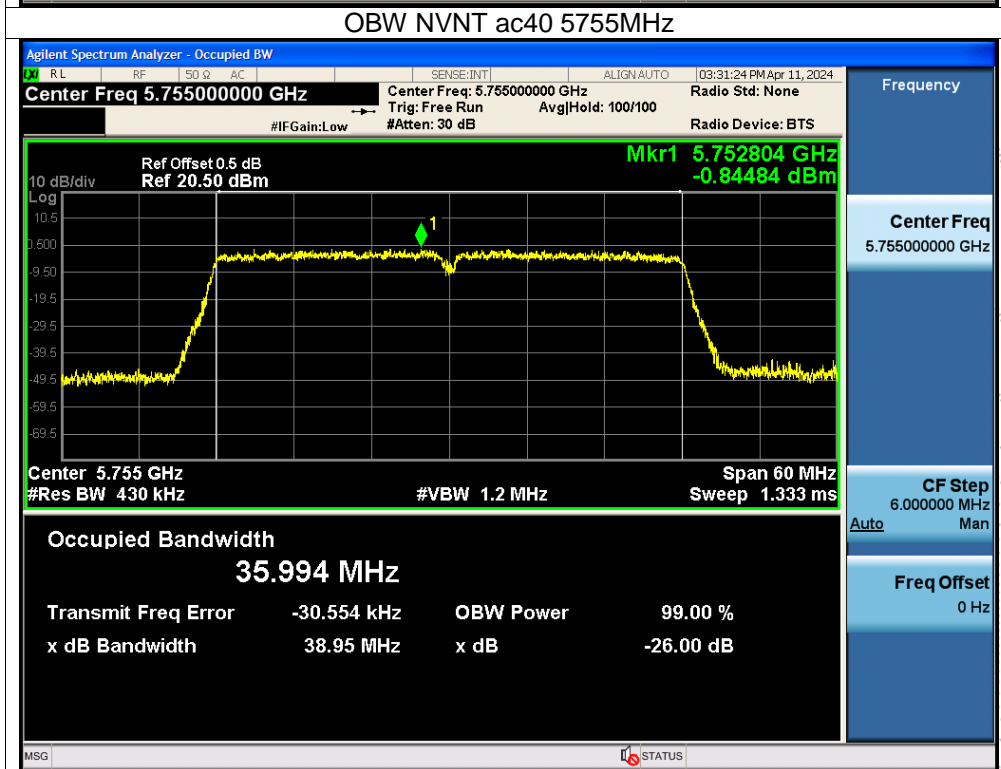 OBW NVNT ac40 5755MHz
Agilent Spectrum Analyzer - Occupied BW
LXI RL RF 50 Ω AC SENSE:INT ALIGNAUTO 03:31:24 PM Apr 11, 2024
Center Freq 5.755000000 GHz
Center Freq: 5.755000000 GHz Radio Std: None
Trig: Free Run Avg|Hold: 100/100
#IFGain:Low #Atten: 30 dB Radio Device: BTS
Frequency
Ref Offset 0.5 dB Mkr1 5.752804 GHz
10 dB/div Ref 20.50 dBm -0.84484 dBm
Log
10.5
0.500
-9.50
-19.5
-29.5
-39.5
-49.5
-59.5
-69.5
1
Center 5.755 GHz Span 60 MHz
#Res BW 430 kHz #VBW 1.2 MHz Sweep 1.333 ms
Center Freq
5.755000000 GHz
CF Step
6.000000 MHz
Auto Man
Freq Offset
0 Hz
Occupied Bandwidth
35.994 MHz
Transmit Freq Error -30.554 kHz OBW Power 99.00 %
x dB Bandwidth 38.95 MHz x dB -26.00 dB
MSG STATUS